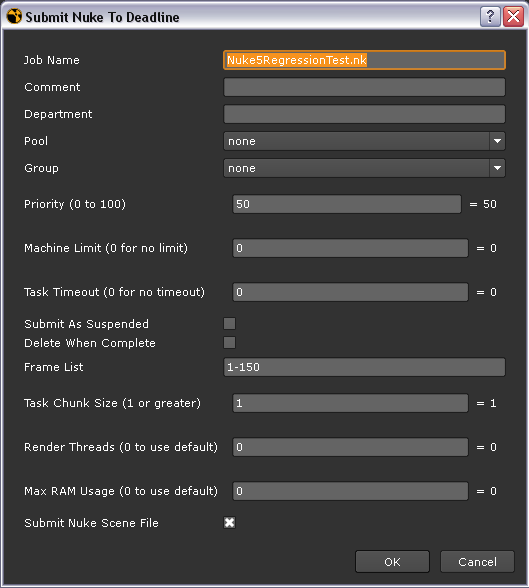 Submit Nuke To Deadline
Job Name Nuke5RegressionTest.nk
Comment
Department
Pool none
Group none
Priority (0 to 100) 50 = 50
Machine Limit (0 for no limit) 0 = 0
Task Timeout (0 for no timeout) 0 = 0
Submit As Suspended
Delete When Complete
Frame List 1-150
Task Chunk Size (1 or greater) 1 = 1
Render Threads (0 to use default) 0 = 0
Max RAM Usage (0 to use default) 0 = 0
Submit Nuke Scene File
OK Cancel